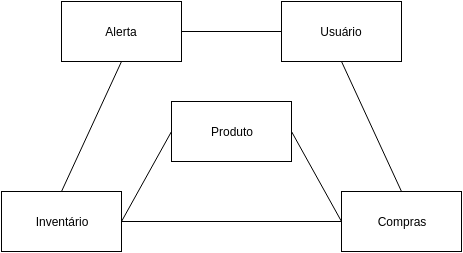 Alerta
Usuário
Produto
Inventário
Compras